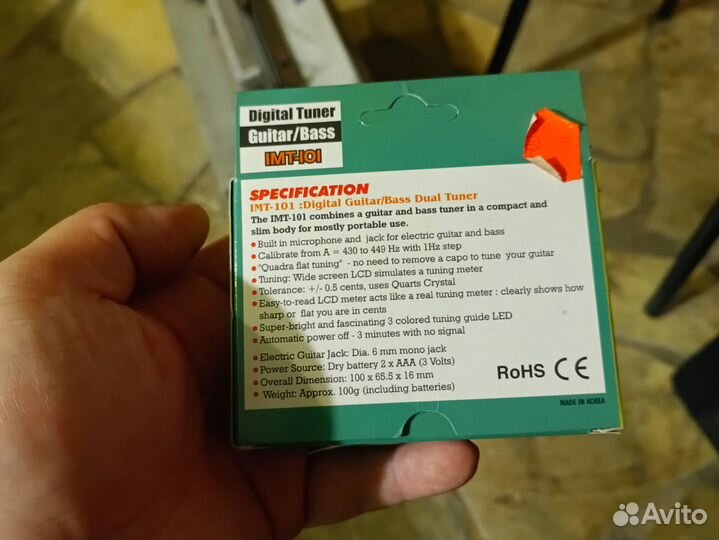 Digital Tuner
Guitar/Bass
IMT-101
SPECIFICATION
IMT-101 :Digital Guitar/Bass Dual Tuner
The IMT-101 combines a guitar and bass tuner in a compact and
slim body for mostly portable use.
• Built in microphone and jack for electric guitar and bass
• Calibrate from A = 430 to 449 Hz with 1Hz step
• "Quadra flat tuning" - no need to remove a capo to tune your guitar
• Tuning: Wide screen LCD simulates a tuning meter
• Tolerance: +/- 0.5 cents, uses Quarts Crystal
• Easy-to-read LCD meter acts like a real tuning meter : clearly shows how
sharp or flat you are in cents
• Super-bright and fascinating 3 colored tuning guide LED
• Automatic power off - 3 minutes with no signal
• Electric Guitar Jack: Dia. 6 mm mono jack
• Power Source: Dry battery 2 x AAA (3 Volts)
• Overall Dimension: 100 x 65.5 x 16 mm
• Weight: Approx. 100g (including batteries)
RoHS CE
MADE IN KOREA
Avito